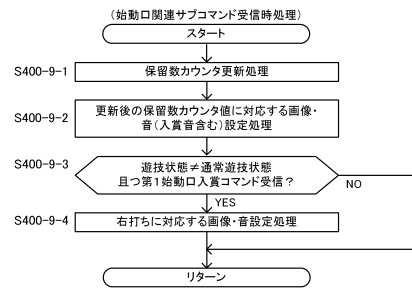 (始動口関連サブコマンド受信時処理)
スタート
S400-9-1
保留数カウンタ更新処理
S400-9-2
更新後の保留数カウンタ値に対応する画像・
音(入賞音含む)設定処理
S400-9-3
遊技状態≠通常遊技状態
且つ第1始動口入賞コマンド受信?
NO
YES
S400-9-4
右打ちに対応する画像・音設定処理
リターン